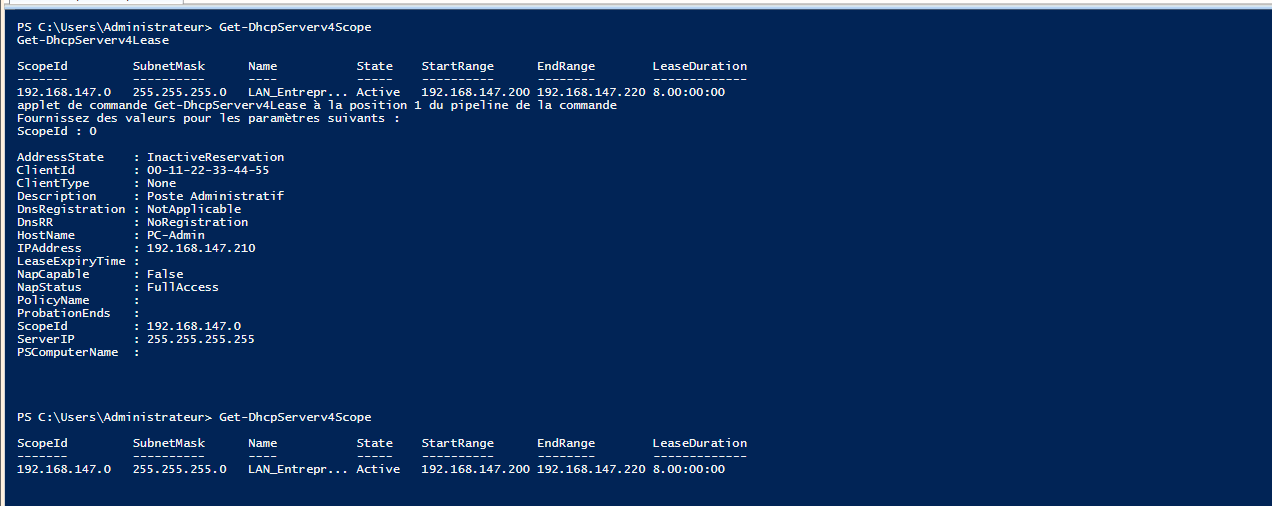 PS C:\Users\Administrateur> Get-DhcpServerv4Scope
Get-DhcpServerv4Lease
ScopeId SubnetMask Name State StartRange EndRange LeaseDuration
------- ---------- ---- ----- ---------- -------- -------------
192.168.147.0 255.255.255.0 LAN_Entrepr... Active 192.168.147.200 192.168.147.220 8.00:00:00
applet de commande Get-DhcpServerv4Lease à la position 1 du pipeline de la commande
Fournissez des valeurs pour les paramètres suivants :
ScopeId : 0
AddressState : InactiveReservation
ClientId : 00-11-22-33-44-55
ClientType : None
Description : Poste Administratif
DnsRegistration : NotApplicable
DnsRR : NoRegistration
HostName : PC-Admin
IPAddress : 192.168.147.210
LeaseExpiryTime :
NapCapable : False
NapStatus : FullAccess
PolicyName :
ProbationEnds :
ScopeId : 192.168.147.0
ServerIP : 255.255.255.255
PSComputerName :
PS C:\Users\Administrateur> Get-DhcpServerv4Scope
ScopeId SubnetMask Name State StartRange EndRange LeaseDuration
------- ---------- ---- ----- ---------- -------- -------------
192.168.147.0 255.255.255.0 LAN_Entrepr... Active 192.168.147.200 192.168.147.220 8.00:00:00